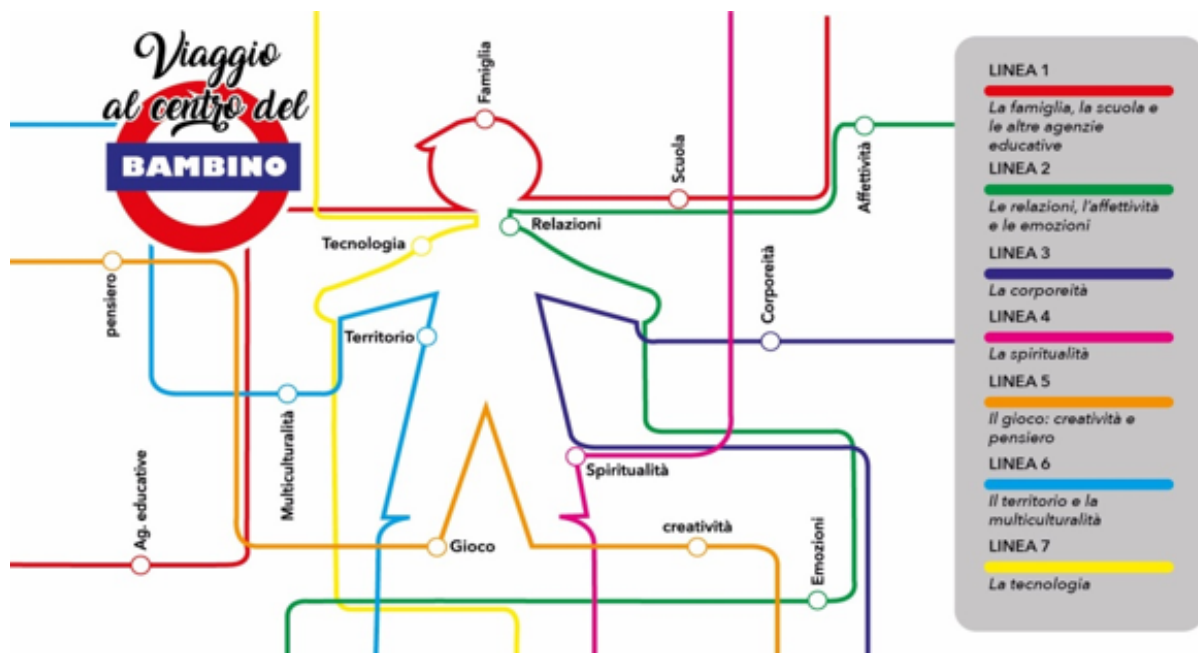 Viaggio
al centro del
BAMBINO
Famiglia
Scuola
Affettività
Relazioni
Tecnologia
pensiero
Corporeità
Territorio
Multiculturalità
Ag. educative
Spiritualità
Gioco
creatività
Emozioni
LINEA 1
La famiglia, la scuola e
le altre agenzie
educative
LINEA 2
Le relazioni, l'affettività
e le emozioni
LINEA 3
La corporeità
LINEA 4
La spiritualità
LINEA 5
Il gioco: creatività e
pensiero
LINEA 6
Il territorio e la
multiculturalità
LINEA 7
La tecnologia